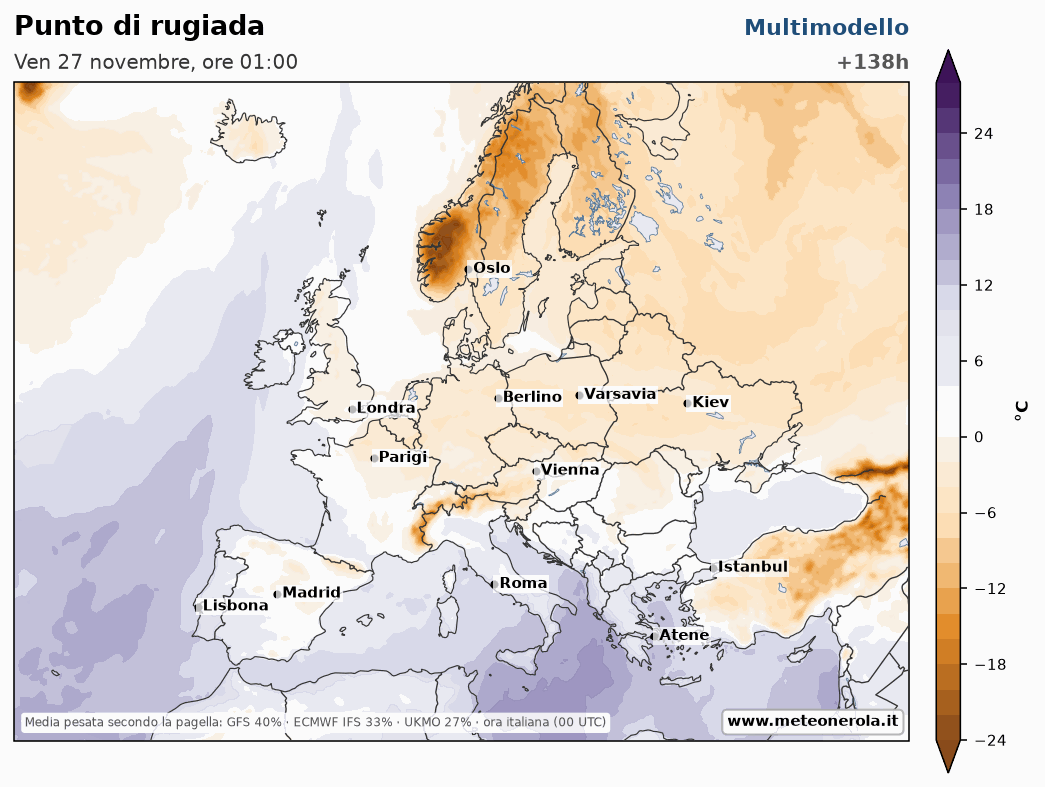 Punto di rugiada
Multimodello
Ven 27 novembre, ore 01:00
+138h
24
18
12
6
0
−6
−12
−18
−24
°C
Oslo
Berlino
Varsavia
Kiev
Londra
Parigi
Vienna
Istanbul
Roma
Madrid
Lisbona
Atene
Media pesata secondo la pagella: GFS 40% · ECMWF IFS 33% · UKMO 27% · ora italiana (00 UTC)
www.meteonerola.it